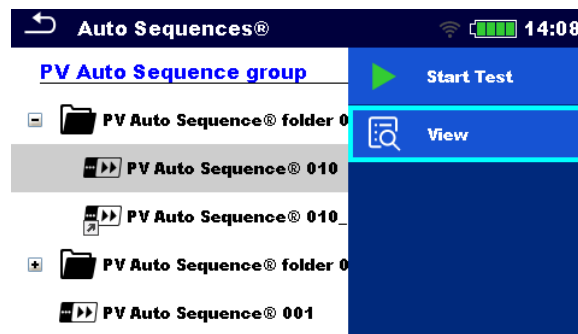 Auto Sequences® 14:08
PV Auto Sequence group
Start Test
PV Auto Sequence® folder 0
View
PV Auto Sequence® 010
PV Auto Sequence® 010_
PV Auto Sequence® folder 0
PV Auto Sequence® 001